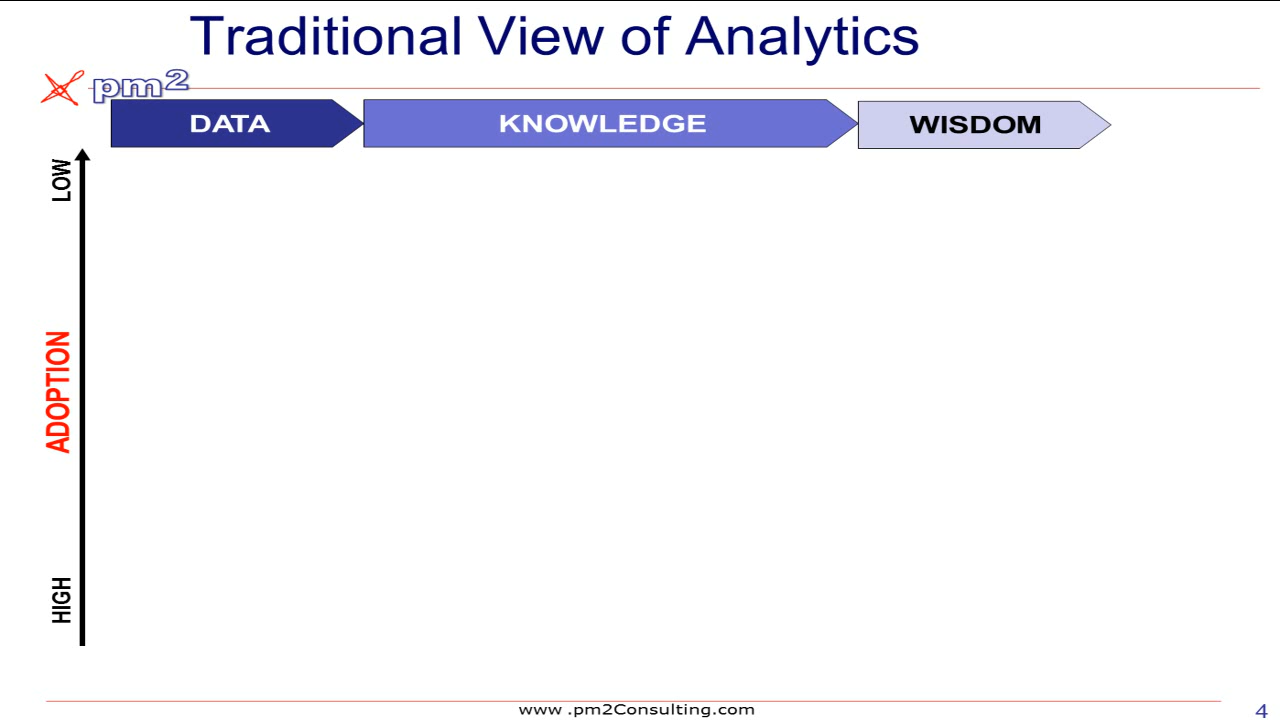 Traditional View of Analytics
pm2
DATA
KNOWLEDGE
WISDOM
LOW
ADOPTION
HIGH
www .pm2Consulting.com
4